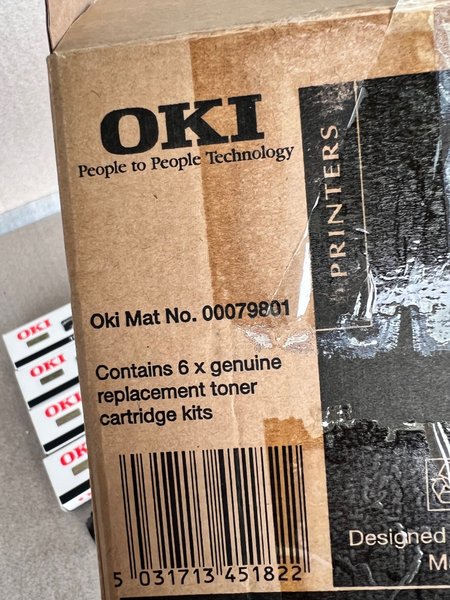 OKI
People to People Technology
PRINTERS
Oki Mat No. 00079801
Contains 6 x genuine
replacement toner
cartridge kits
OKI
OKI
OKI
OKI
5 031713 451822
Designed